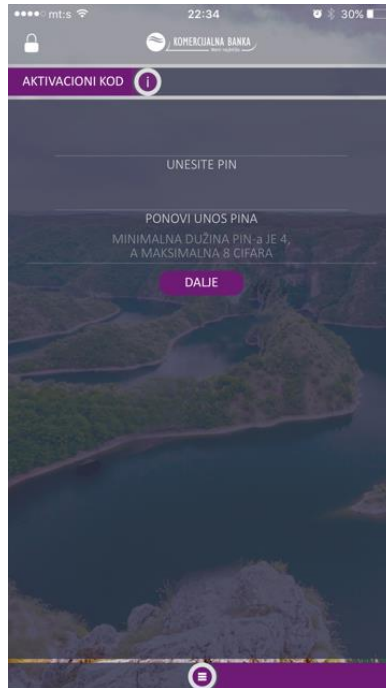 mt:s 22:34 30%
KOMERCIJALNA BANKA
AKTIVACIONI KOD i
UNESITE PIN
PONOVI UNOS PINA
MINIMALNA DUŽINA PIN-a JE 4,
A MAKSIMALNA 8 CIFARA
DALJE